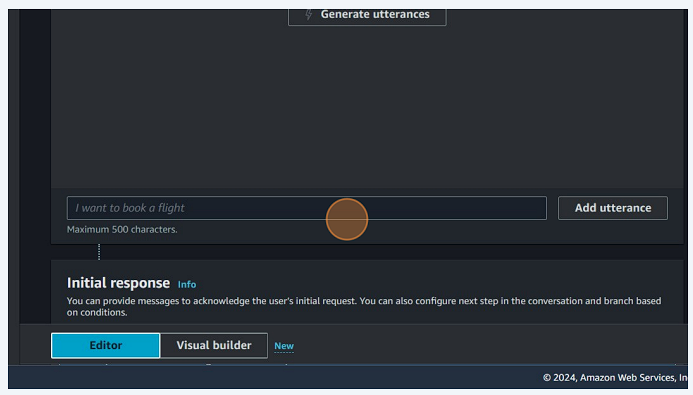 Generate utterances
I want to book a flight
Add utterance
Maximum 500 characters.
Initial response Info
You can provide messages to acknowledge the user's initial request. You can also configure next step in the conversation and branch based
on conditions.
Editor
Visual builder
New
© 2024, Amazon Web Services,